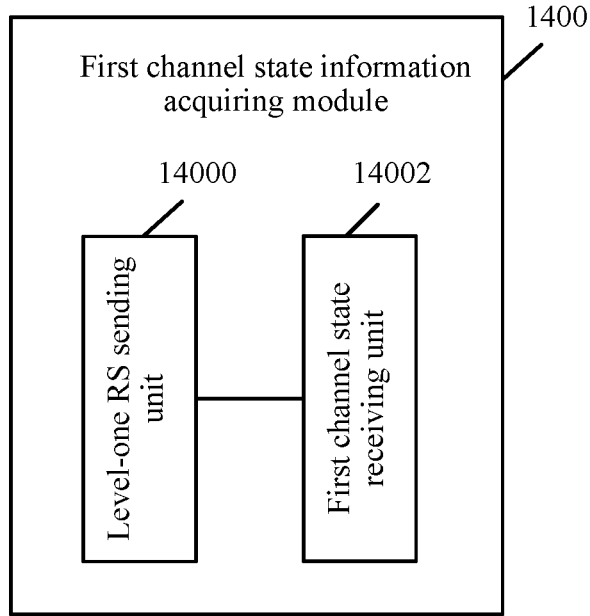 1400
First channel state information
acquiring module
14000
14002
Level-one RS sending
unit
First channel state
receiving unit